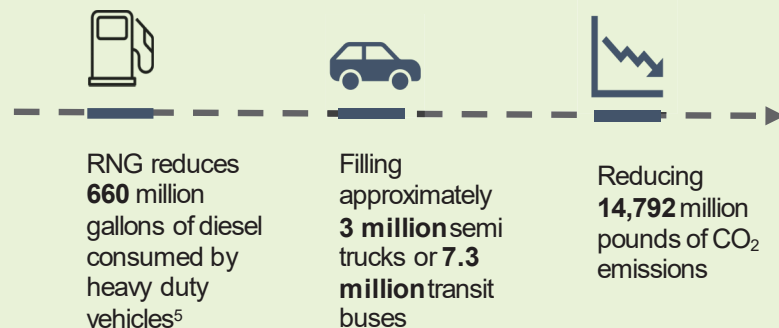 RNG reduces
660 million
gallons of diesel
consumed by
heavy duty
vehicles⁵
Filling
approximately
3 million semi
trucks or 7.3
million transit
buses
Reducing
14,792 million
pounds of CO₂
emissions